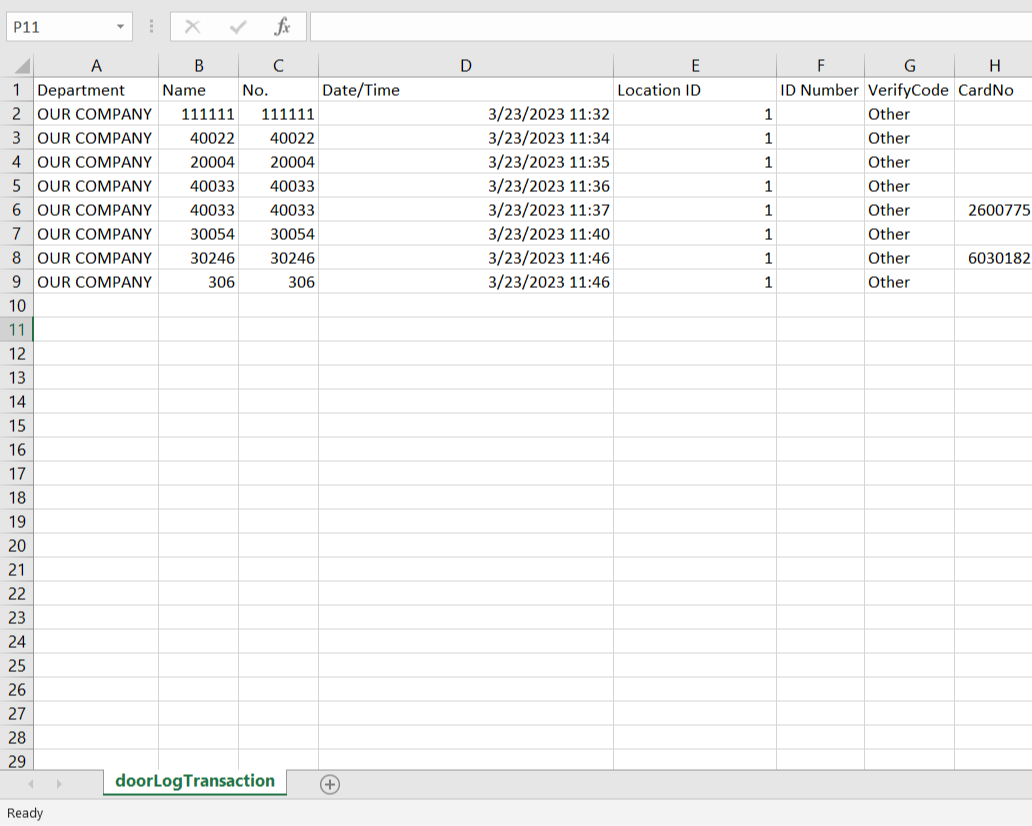 P11 fx
A B C D E F G H
1 Department Name No. Date/Time Location ID ID Number VerifyCode CardNo
2 OUR COMPANY 111111 111111 3/23/2023 11:32 1 Other
3 OUR COMPANY 40022 40022 3/23/2023 11:34 1 Other
4 OUR COMPANY 20004 20004 3/23/2023 11:35 1 Other
5 OUR COMPANY 40033 40033 3/23/2023 11:36 1 Other
6 OUR COMPANY 40033 40033 3/23/2023 11:37 1 Other 2600775
7 OUR COMPANY 30054 30054 3/23/2023 11:40 1 Other
8 OUR COMPANY 30246 30246 3/23/2023 11:46 1 Other 6030182
9 OUR COMPANY 306 306 3/23/2023 11:46 1 Other
10
11
12
13
14
15
16
17
18
19
20
21
22
23
24
25
26
27
28
29
doorLogTransaction
Ready